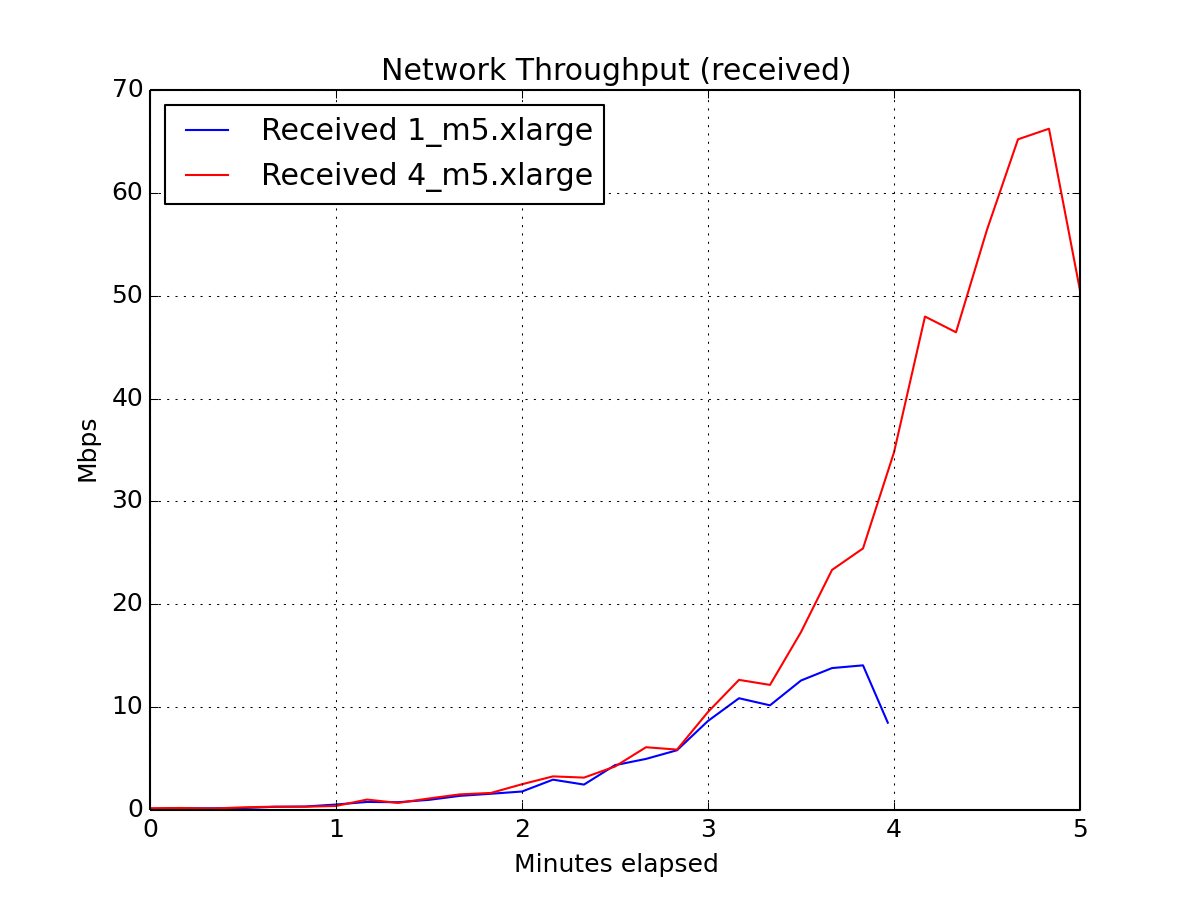 Network Throughput (received)
70
60
50
40
30
20
10
0
Received 1_m5.xlarge
Received 4_m5.xlarge
Mbps
0 1 2 3 4 5
Minutes elapsed